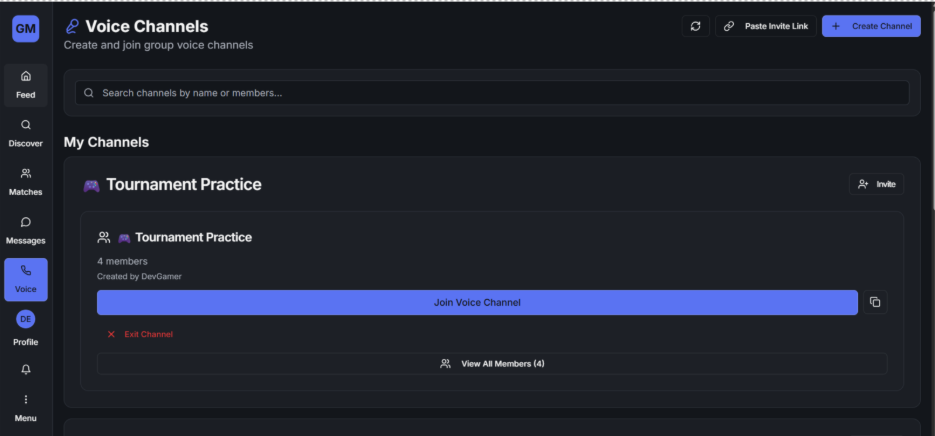 GM
Voice Channels
Create and join group voice channels
Paste Invite Link
+ Create Channel
Feed
Discover
Matches
Messages
Voice
DE
Profile
Menu
Search channels by name or members...
My Channels
Tournament Practice
Invite
Tournament Practice
4 members
Created by DevGamer
Join Voice Channel
Exit Channel
View All Members (4)